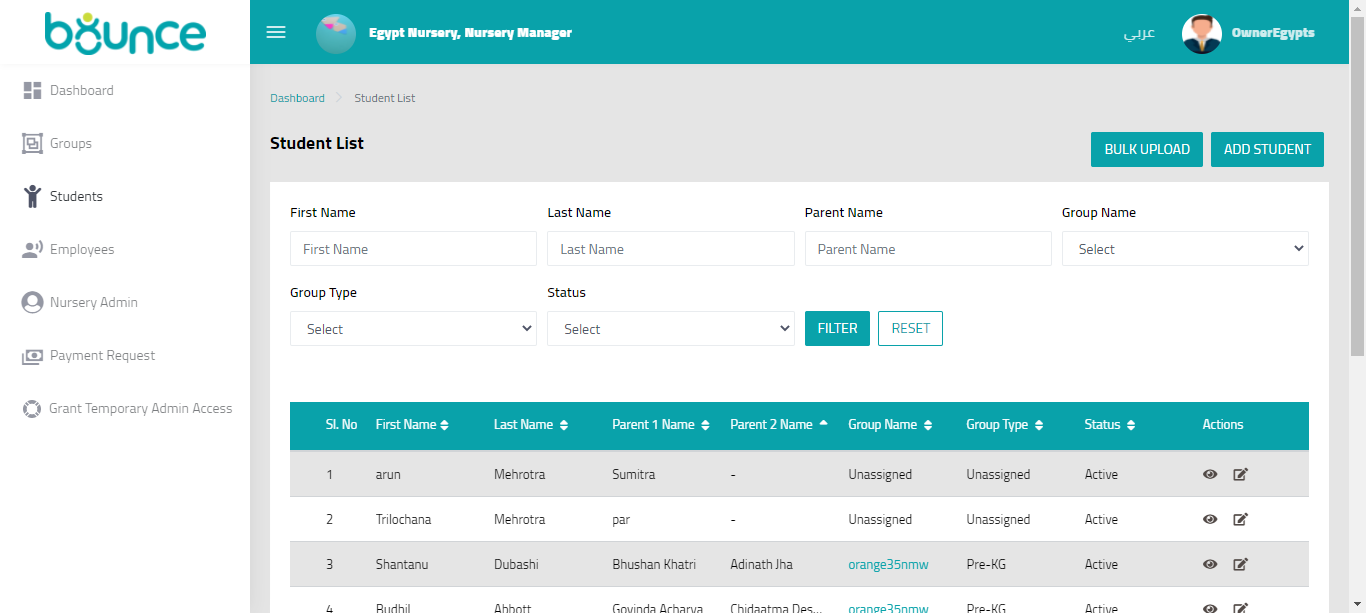 bounce
Egypt Nursery, Nursery Manager
عربي
OwnerEgypts
Dashboard
Groups
Students
Employees
Nursery Admin
Payment Request
Grant Temporary Admin Access
Dashboard Student List
Student List
BULK UPLOAD ADD STUDENT
First Name Last Name Parent Name Group Name
First Name Last Name Parent Name Select
Group Type Status
Select Select FILTER RESET
Sl. No First Name Last Name Parent 1 Name Parent 2 Name Group Name Group Type Status Actions
1 arun Mehrotra Sumitra - Unassigned Unassigned Active
2 Trilochana Mehrotra par - Unassigned Unassigned Active
3 Shantanu Dubashi Bhushan Khatri Adinath Jha orange35nmw Pre-KG Active
4 Budhil Abbott Govinda Acharya Chidaatma Des... orange35nmw Pre-KG Active